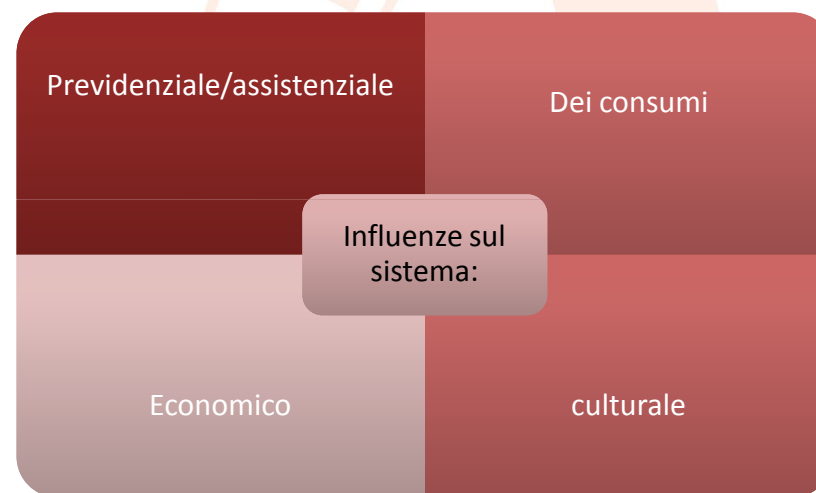 Previdenziale/assistenziale
Dei consumi
Influenze sul
sistema:
Economico
culturale